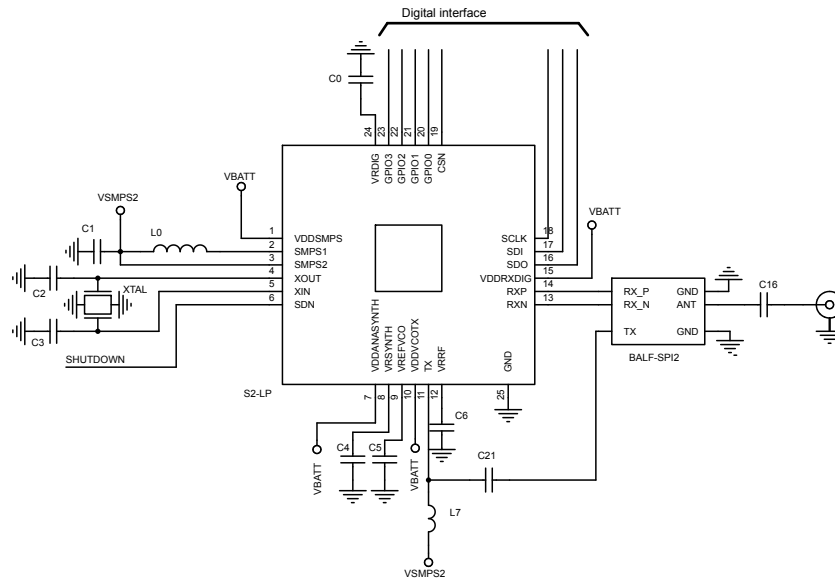 Digital interface
C0
24
23
22
21
20
19
VRDIG
GPIO3
GPIO2
GPIO1
GPIO0
CSN
VBATT
VSMPS2
C1
L0
1
2
3
4
5
6
VDDSMPS
SMPS1
SMPS2
XOUT
XIN
SDN
C2
XTAL
C3
SHUTDOWN
S2-LP
SCLK
SDI
SDO
VDDRXDIG
RXP
RXN
18
17
16
15
14
13
VBATT
RX_P
RX_N
TX
GND
ANT
GND
BALF-SPI2
C16
VDDANASYNTH
VRSYNTH
VREFVCO
VDDVCOTX
TX
VRRF
GND
7
8
9
10
11
12
25
VBATT
C4
C5
VBATT
C6
C21
L7
VSMPS2